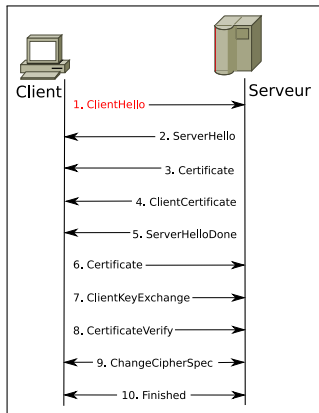 Client
Serveur
1. ClientHello
2. ServerHello
3. Certificate
4. ClientCertificate
5. ServerHelloDone
6. Certificate
7. ClientKeyExchange
8. CertificateVerify
9. ChangeCipherSpec
10. Finished